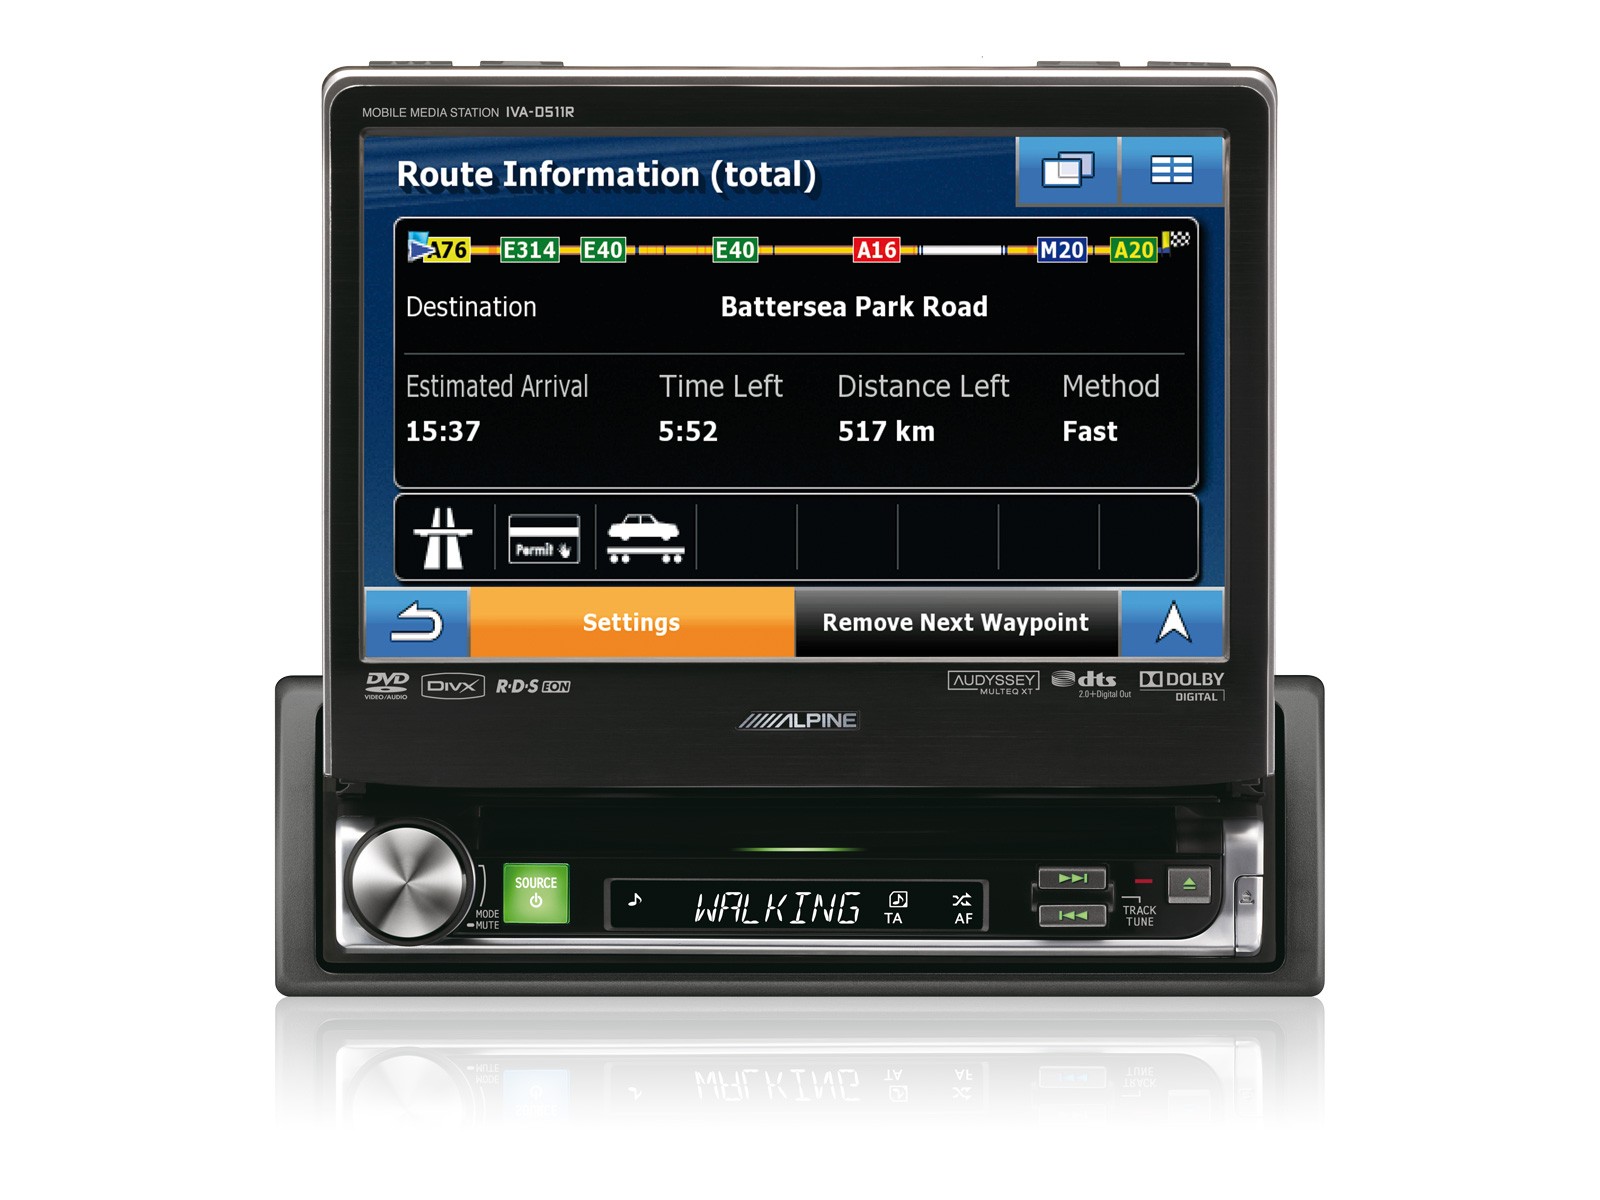 MOBILE MEDIA STATION IVA-D511R
Route Information (total)
A76 E314 E40 E40 A16 M20 A20
Destination Battersea Park Road
Estimated Arrival Time Left Distance Left Method
15:37 5:52 517 km Fast
Permit
Settings Remove Next Waypoint
DVD VIDEO/AUDIO DIVX R·D·S EON
AUDYSSEY MULTEQ XT dts 2.0+Digital Out DOLBY DIGITAL
ALPINE
SOURCE
MODE
MUTE
WALKING
TA AF
TRACK
TUNE